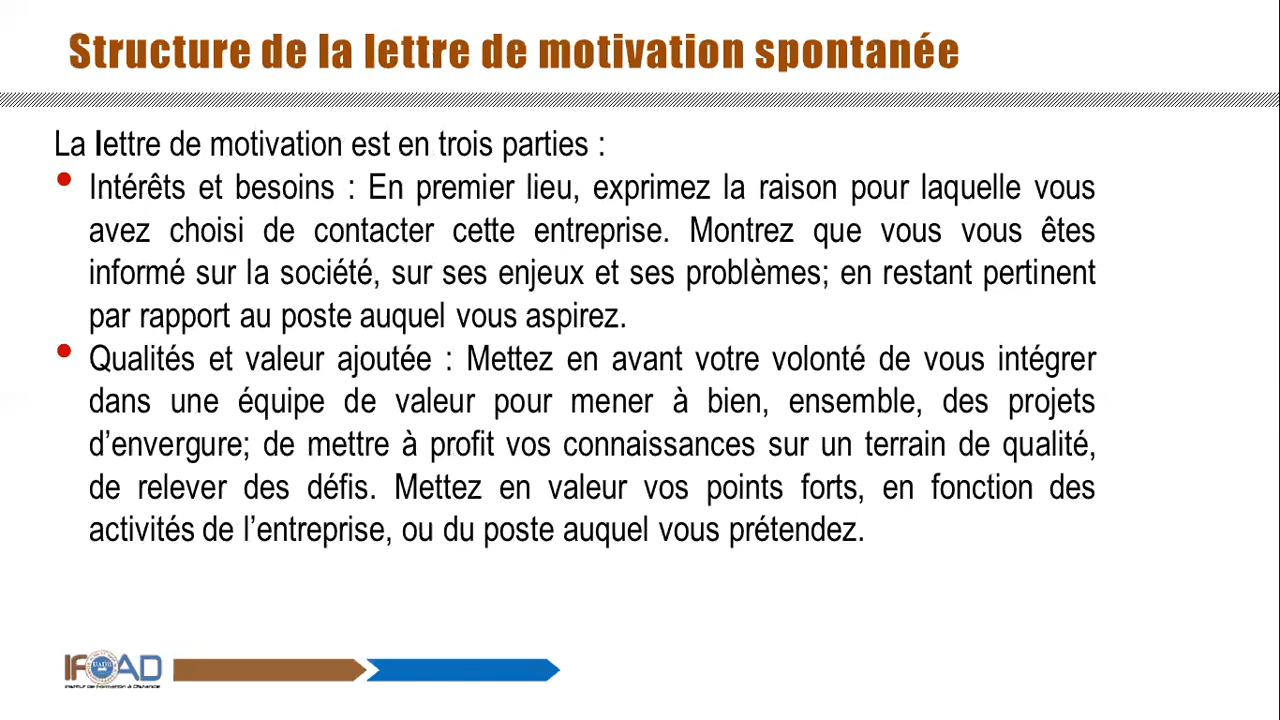 Structure de la lettre de motivation spontanée
La lettre de motivation est en trois parties :
• Intérêts et besoins : En premier lieu, exprimez la raison pour laquelle vous
avez choisi de contacter cette entreprise. Montrez que vous vous êtes
informé sur la société, sur ses enjeux et ses problèmes; en restant pertinent
par rapport au poste auquel vous aspirez.
• Qualités et valeur ajoutée : Mettez en avant votre volonté de vous intégrer
dans une équipe de valeur pour mener à bien, ensemble, des projets
d’envergure; de mettre à profit vos connaissances sur un terrain de qualité,
de relever des défis. Mettez en valeur vos points forts, en fonction des
activités de l’entreprise, ou du poste auquel vous prétendez.
IFOAD
Institut de Formation à Distance